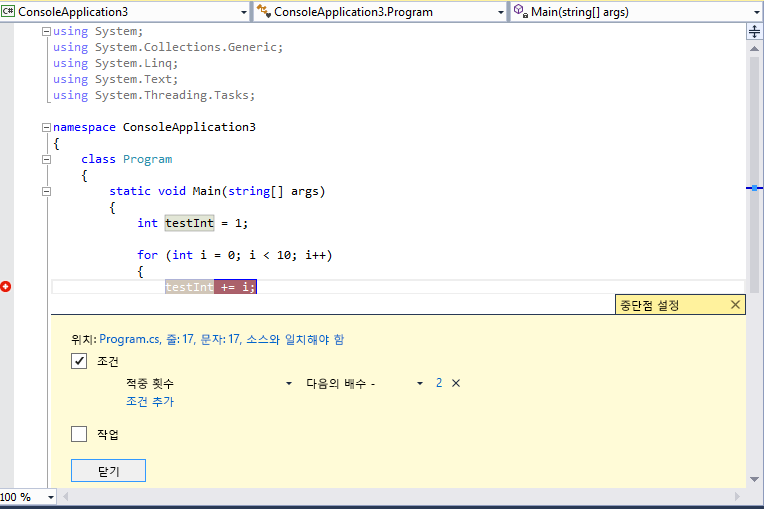 C# ConsoleApplication3 ConsoleApplication3.Program Main(string[] args)
using System;
using System.Collections.Generic;
using System.Linq;
using System.Text;
using System.Threading.Tasks;
namespace ConsoleApplication3
{
class Program
{
static void Main(string[] args)
{
int testInt = 1;
for (int i = 0; i < 10; i++)
{
testInt += i;
중단점 설정
위치: Program.cs, 줄: 17, 문자: 17, 소스와 일치해야 함
조건
적중 횟수 다음의 배수 - 2
조건 추가
작업
닫기
100 %